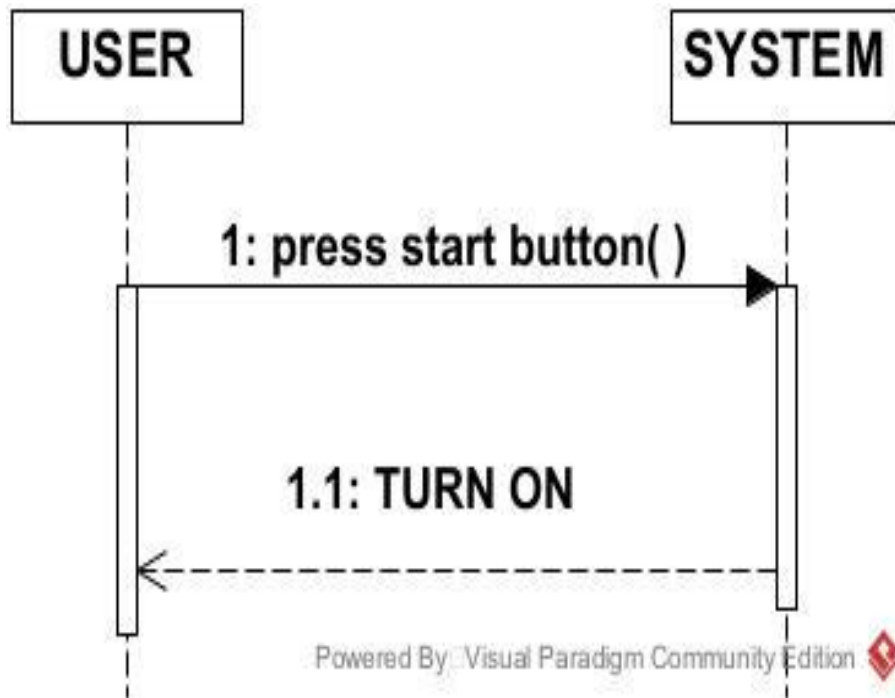 USER
SYSTEM
1: press start button( )
1.1: TURN ON
Powered By Visual Paradigm Community Edition